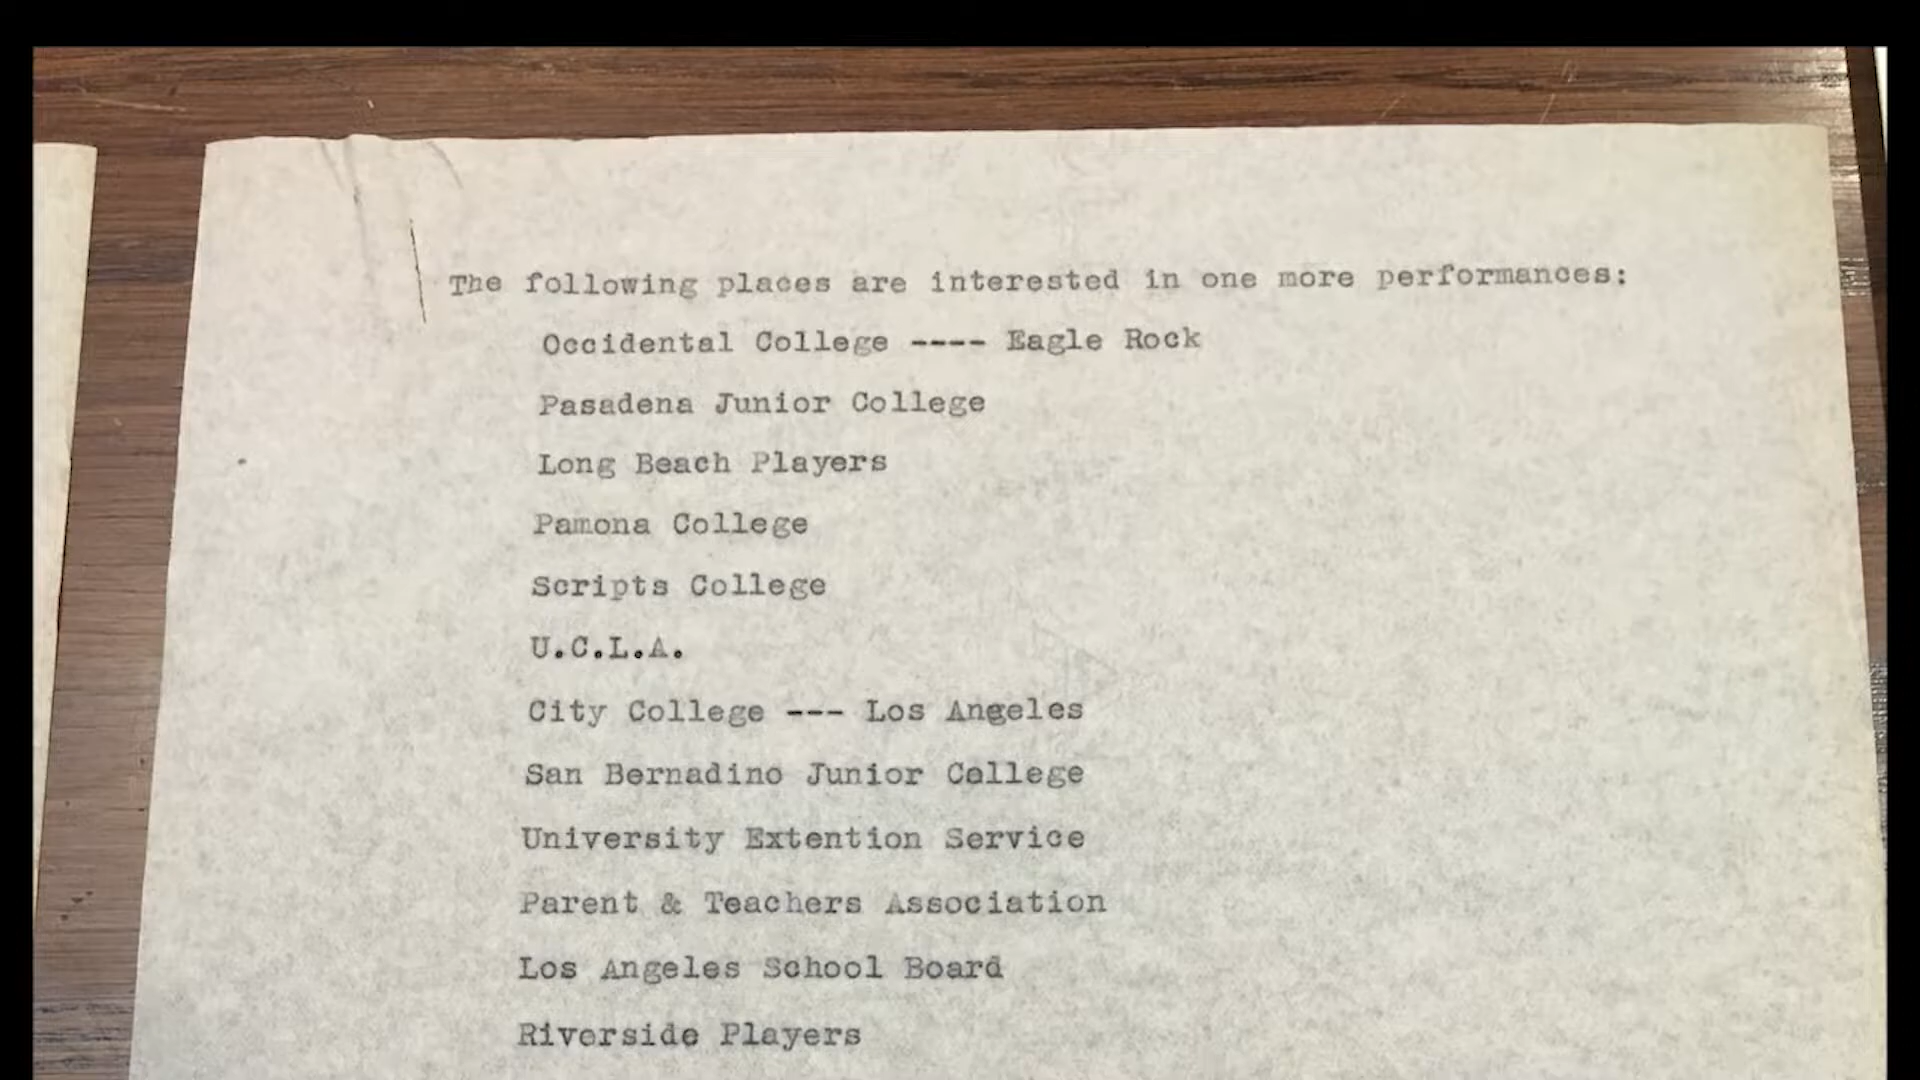 The following places are interested in one more performances:
Occidental College ---- Eagle Rock
Pasadena Junior College
Long Beach Players
Pamona College
Scripts College
U.C.L.A.
City College --- Los Angeles
San Bernadino Junior College
University Extention Service
Parent & Teachers Association
Los Angeles School Board
Riverside Players